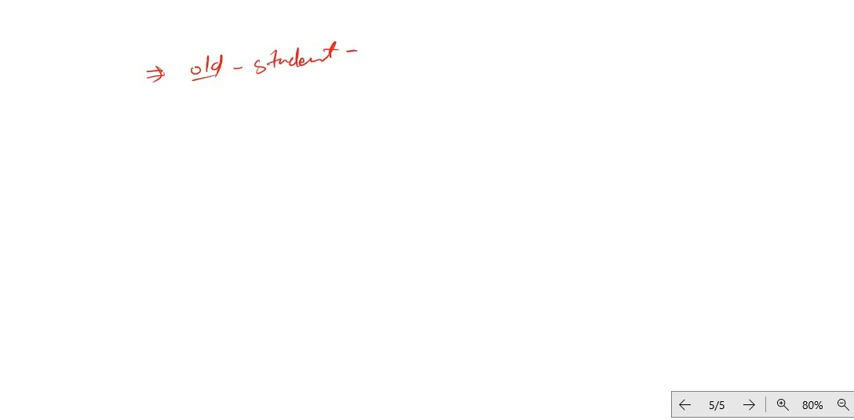 ⇒ old - student -
5/5 80%